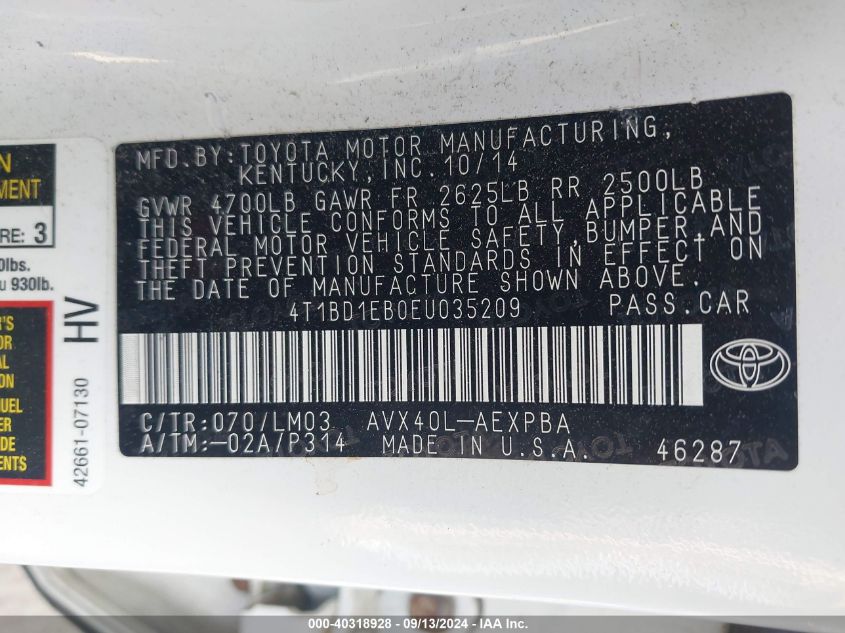 MFD.BY:TOYOTA MOTOR MANUFACTURING,
KENTUCKY, INC. 10/14
GVWR 4700LB GAWR FR 2625LB RR 2500LB
THIS VEHICLE CONFORMS TO ALL APPLICABLE
FEDERAL MOTOR VEHICLE SAFETY,BUMPER,AND
THEFT PREVENTION STANDARDS IN EFFECT ON
THE DATE OF MANUFACTURE SHOWN ABOVE.
4T1BD1EB0EU035209 PASS.CAR
C/TR:070/LM03 AVX40L-AEXPBA
A/TM:-02A/P314 MADE IN U.S.A. 46287
RE: 3
lbs.
u 930lb.
HV
42661-07130
000-40318928 - 09/13/2024 - IAAI.COM